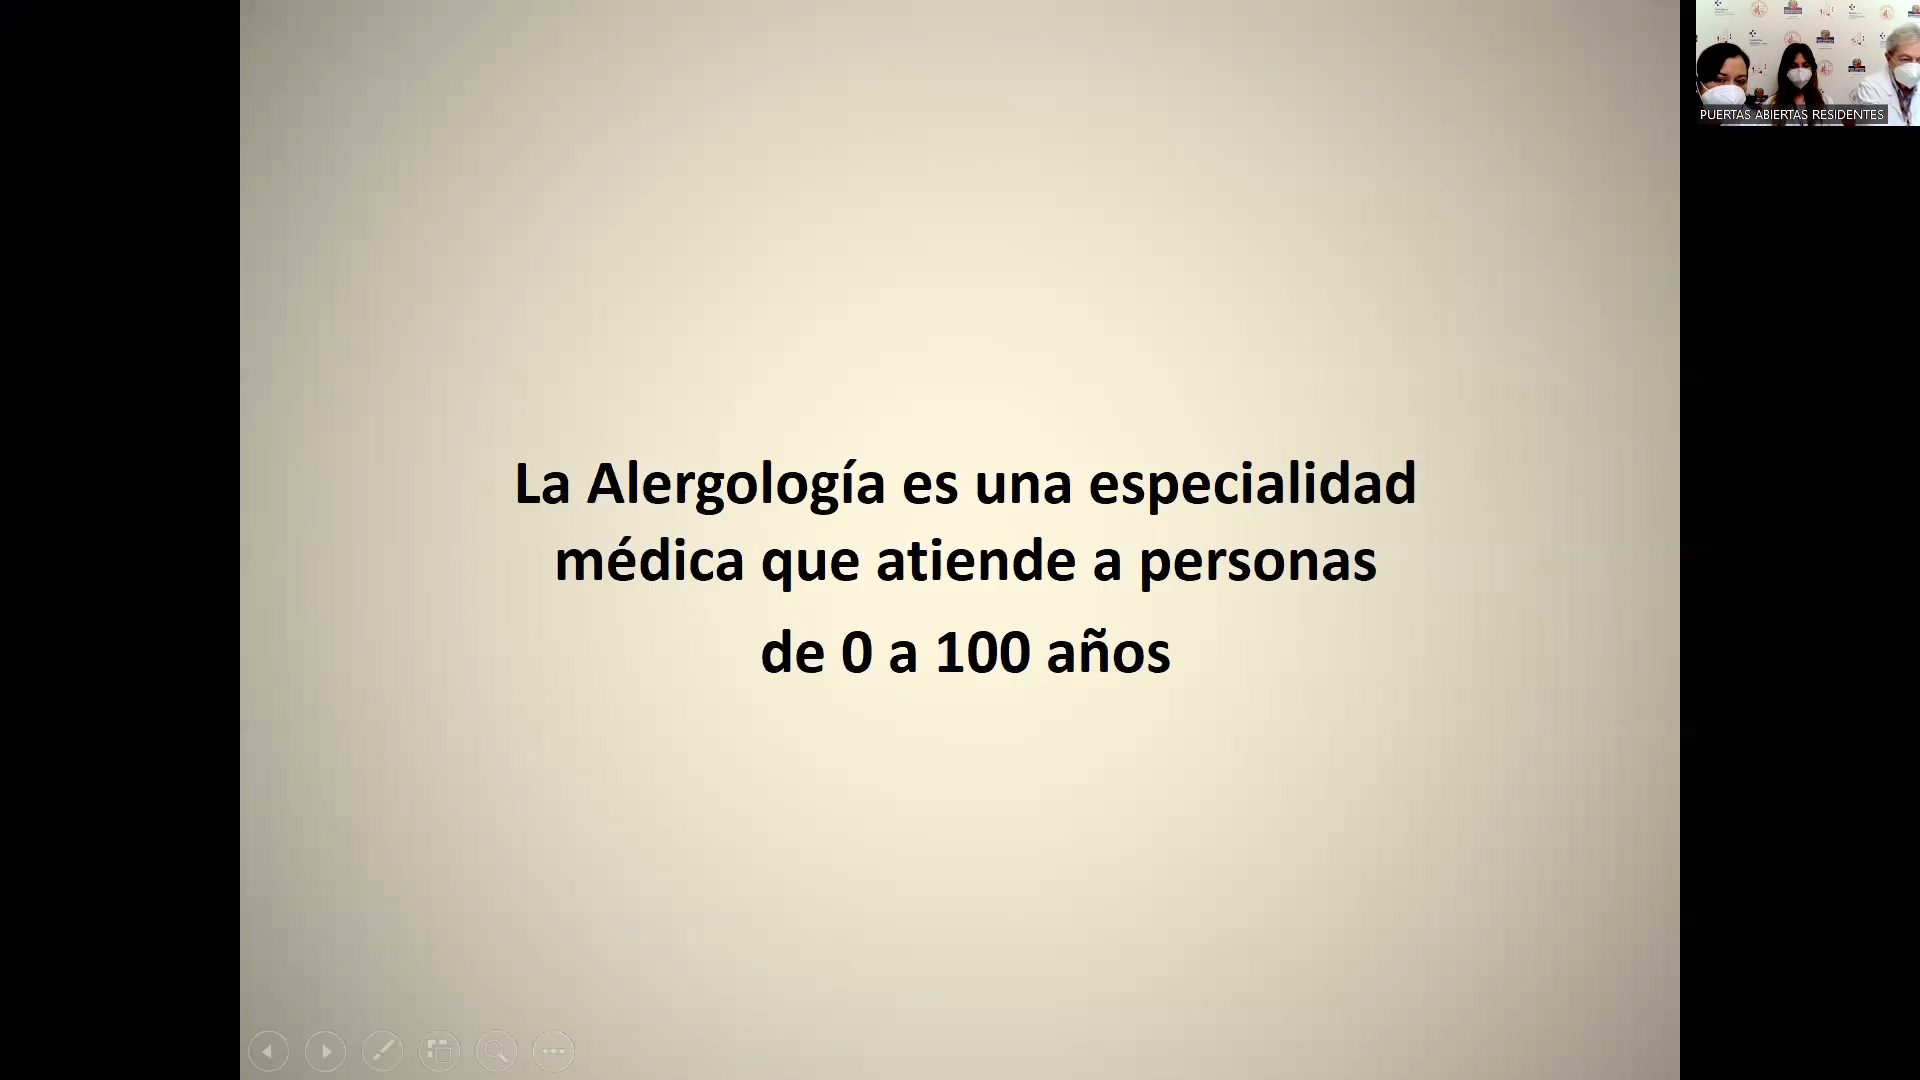 La Alergología es una especialidad
médica que atiende a personas
de 0 a 100 años
PUERTAS ABIERTAS RESIDENTES